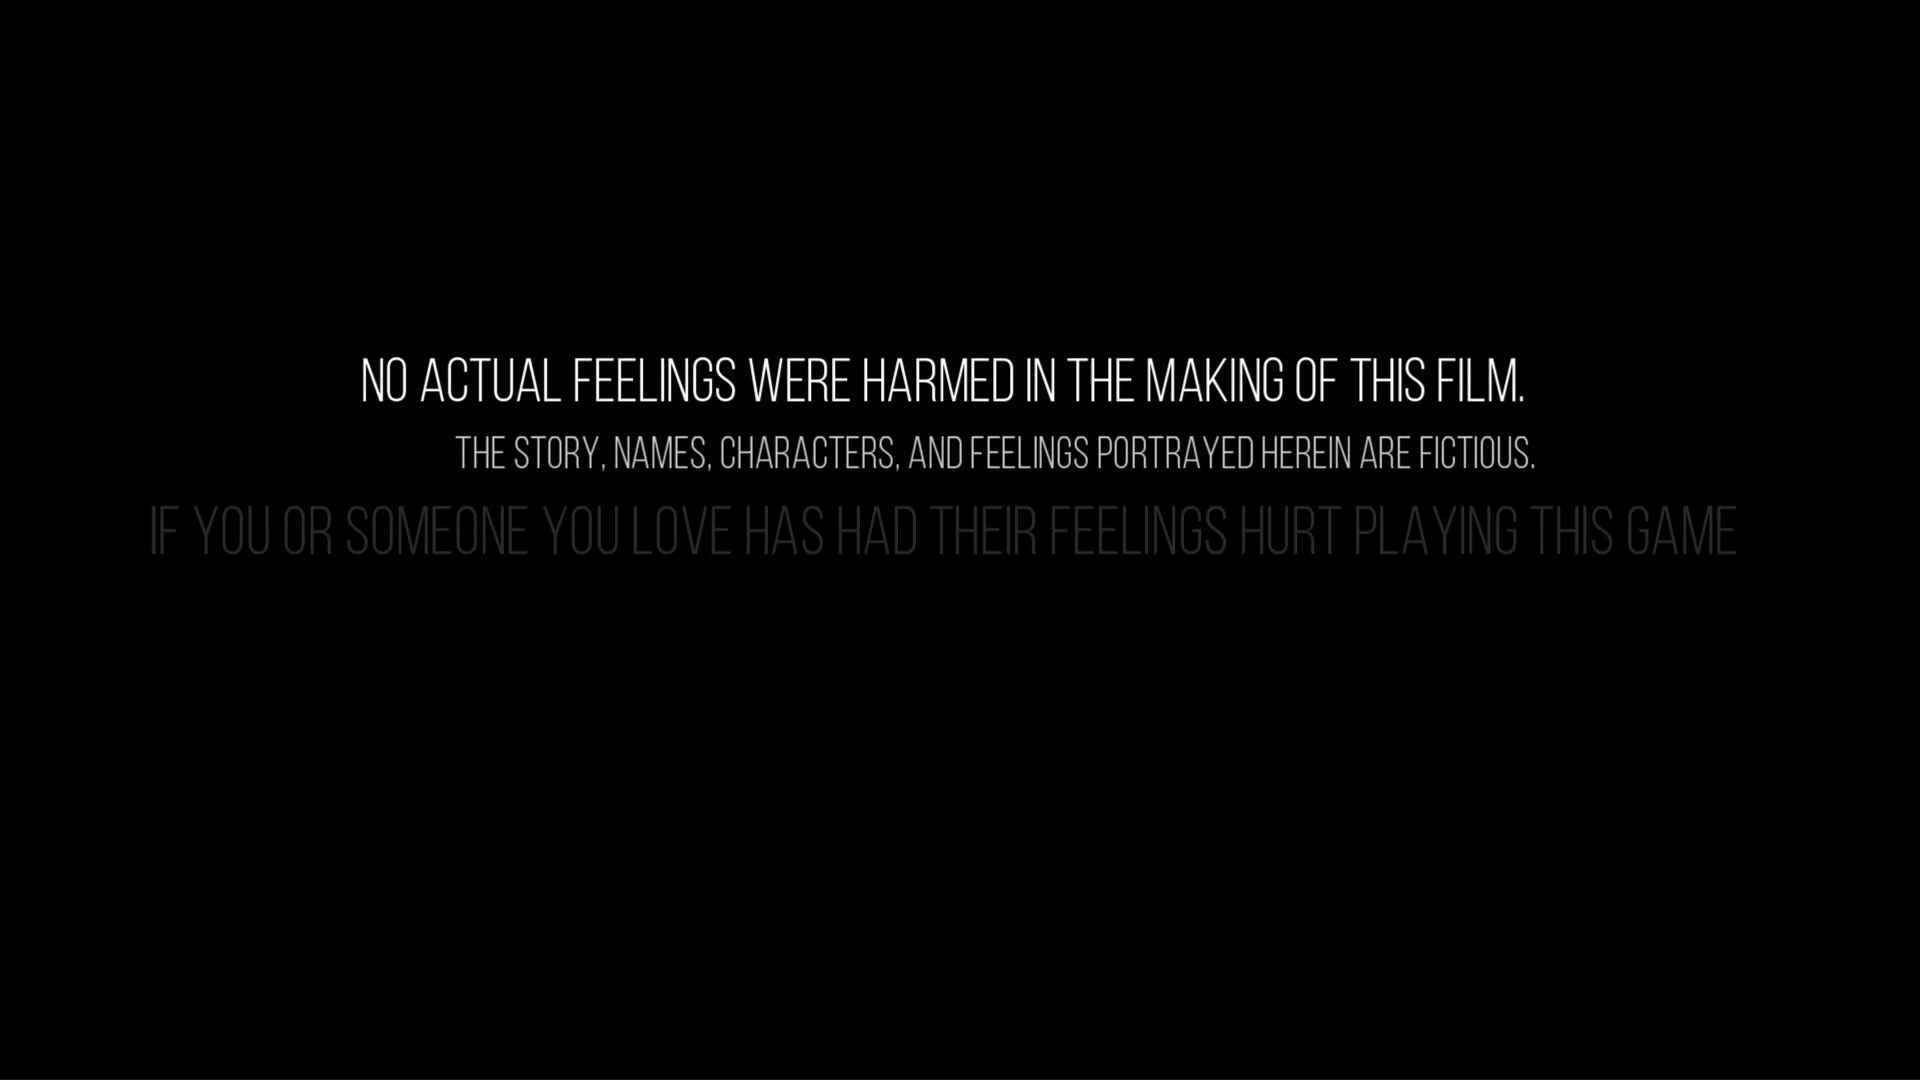 NO ACTUAL FEELINGS WERE HARMED IN THE MAKING OF THIS FILM.
THE STORY, NAMES, CHARACTERS, AND FEELINGS PORTRAYED HEREIN ARE FICTIOUS.
IF YOU OR SOMEONE YOU LOVE HAS HAD THEIR FEELINGS HURT PLAYING THIS GAME